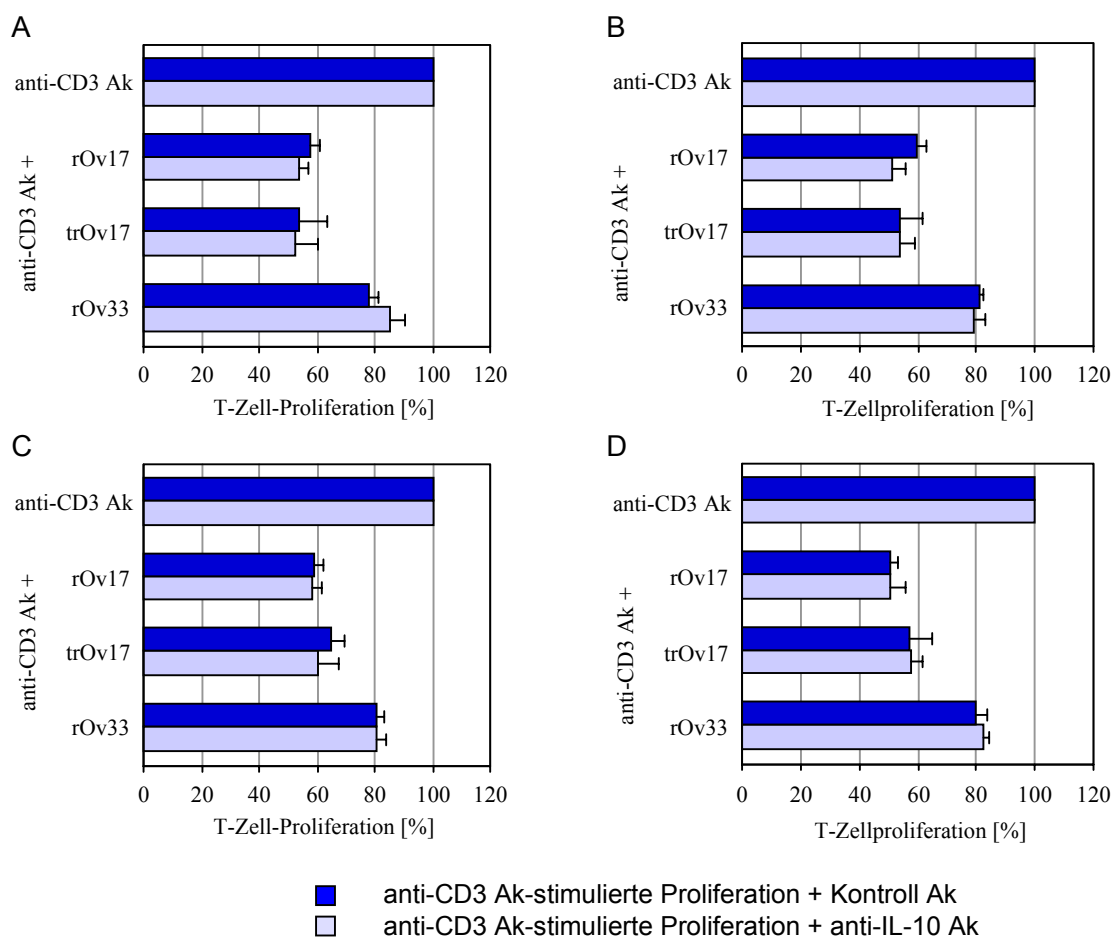 A
anti-CD3 Ak
rOv17
trOv17
rOv33
anti-CD3 Ak +
0 20 40 60 80 100 120
T-Zell-Proliferation [%]
B
anti-CD3 Ak
rOv17
trOv17
rOv33
anti-CD3 Ak +
0 20 40 60 80 100 120
T-Zellproliferation [%]
C
anti-CD3 Ak
rOv17
trOv17
rOv33
anti-CD3 Ak +
0 20 40 60 80 100 120
T-Zell-Proliferation [%]
D
anti-CD3 Ak
rOv17
trOv17
rOv33
anti-CD3 Ak +
0 20 40 60 80 100 120
T-Zellproliferation [%]
anti-CD3 Ak-stimulierte Proliferation + Kontroll Ak
anti-CD3 Ak-stimulierte Proliferation + anti-IL-10 Ak